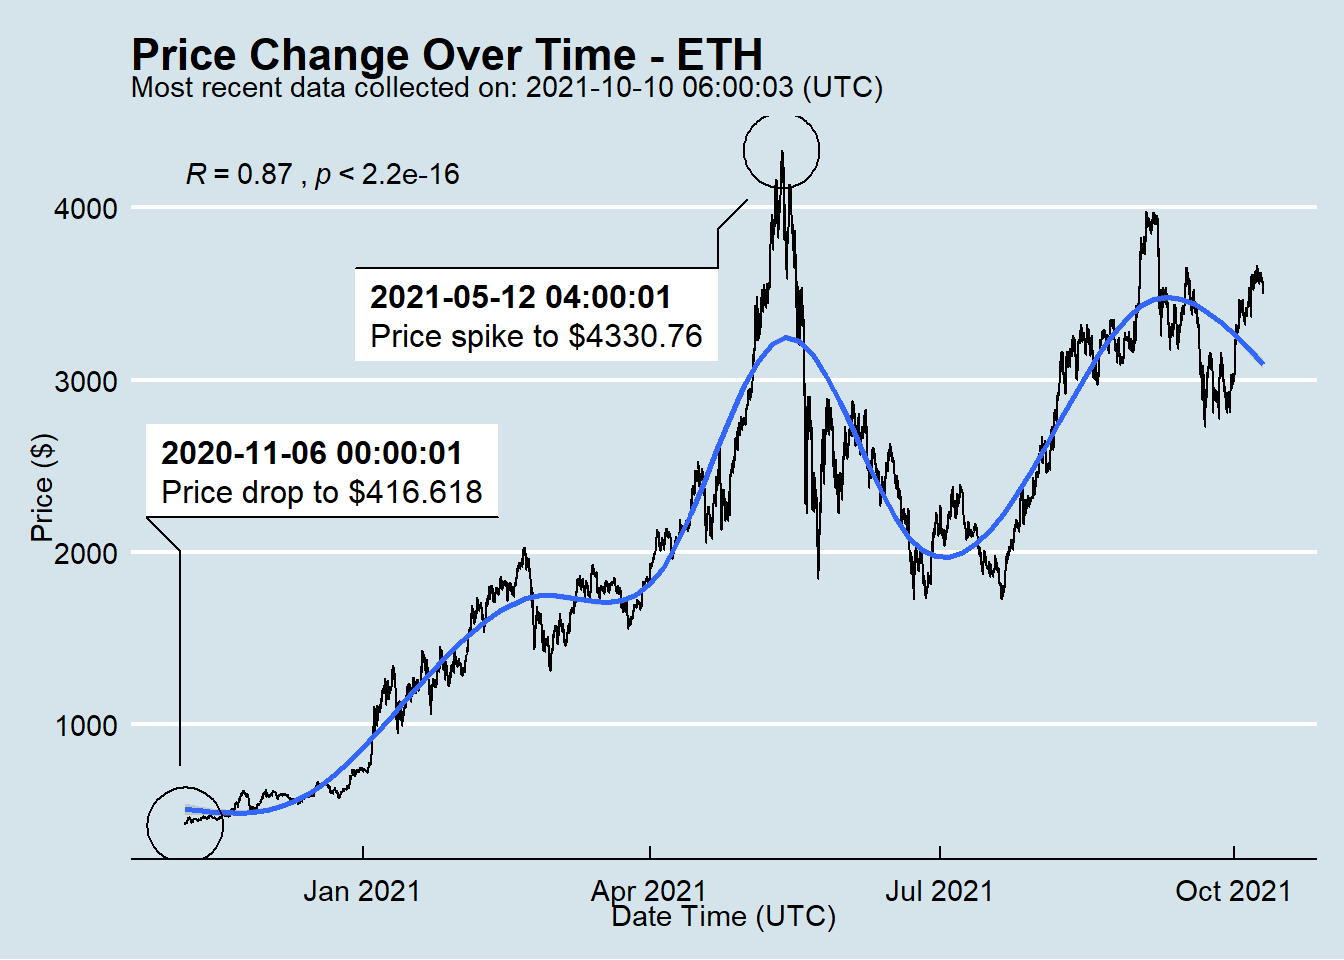 Price Change Over Time - ETH
Most recent data collected on: 2021-10-10 06:00:03 (UTC)
R = 0.87 , p < 2.2e-16
4000
2021-05-12 04:00:01
Price spike to $4330.76
3000
2020-11-06 00:00:01
Price drop to $416.618
Price ($)
2000
1000
Jan 2021
Apr 2021
Jul 2021
Oct 2021
Date Time (UTC)